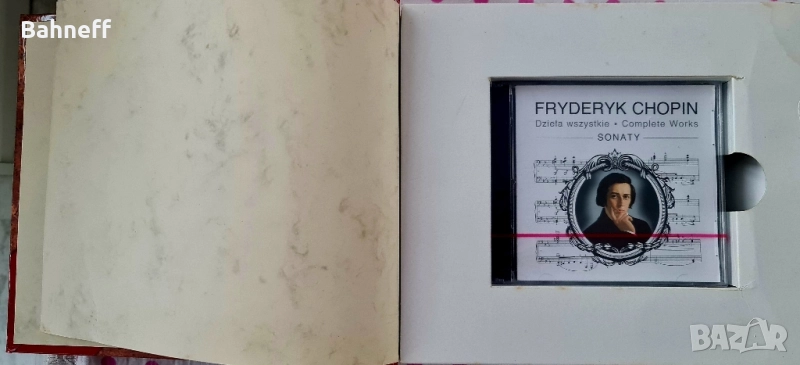 Bahneff
FRYDERYK CHOPIN
Dzieła wszystkie • Complete Works
SONATY
BAZAR